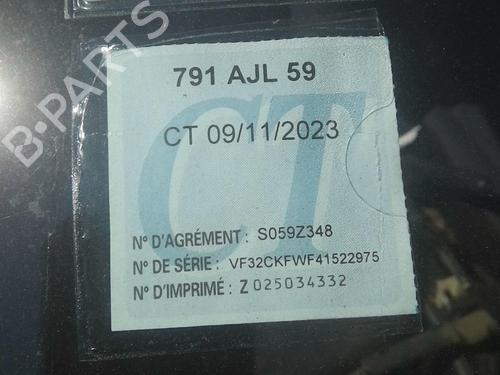 B-PARTS
791 AJL 59
CT 09/11/2023
CT
N° D'AGRÉMENT : S059Z348
N° DE SÉRIE : VF32CKFWF41522975
N° D'IMPRIMÉ : Z 025034332